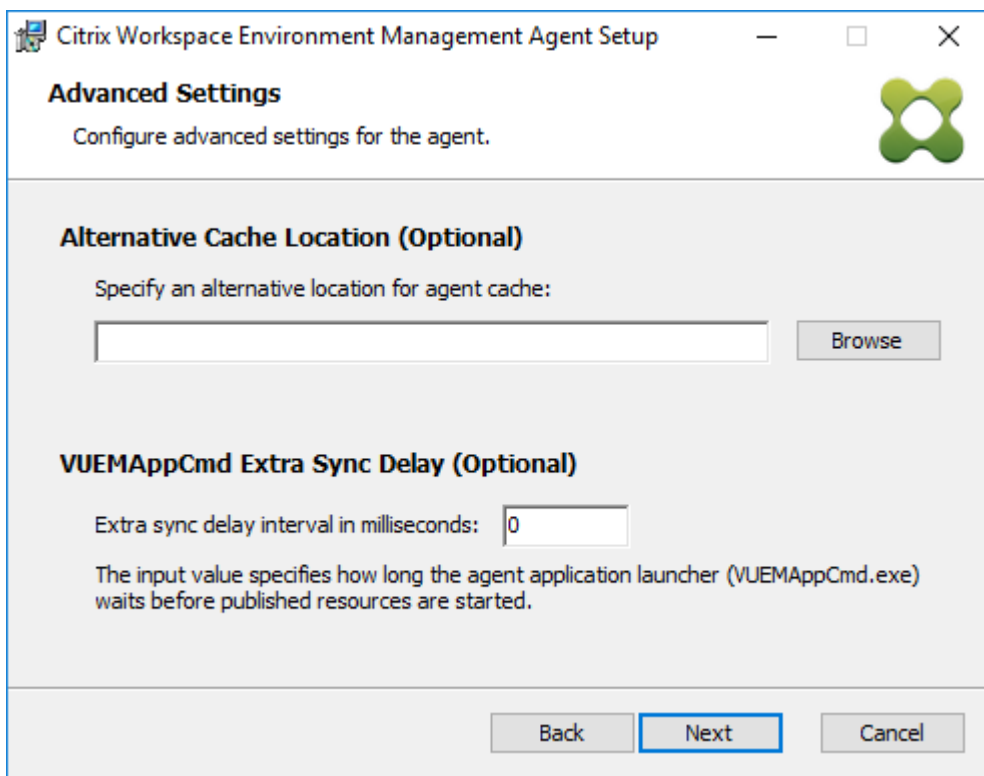 Citrix Workspace Environment Management Agent Setup
Advanced Settings
Configure advanced settings for the agent.
Alternative Cache Location (Optional)
Specify an alternative location for agent cache:
Browse
VUEMAppCmd Extra Sync Delay (Optional)
Extra sync delay interval in milliseconds: 0
The input value specifies how long the agent application launcher (VUEMAppCmd.exe)
waits before published resources are started.
Back Next Cancel